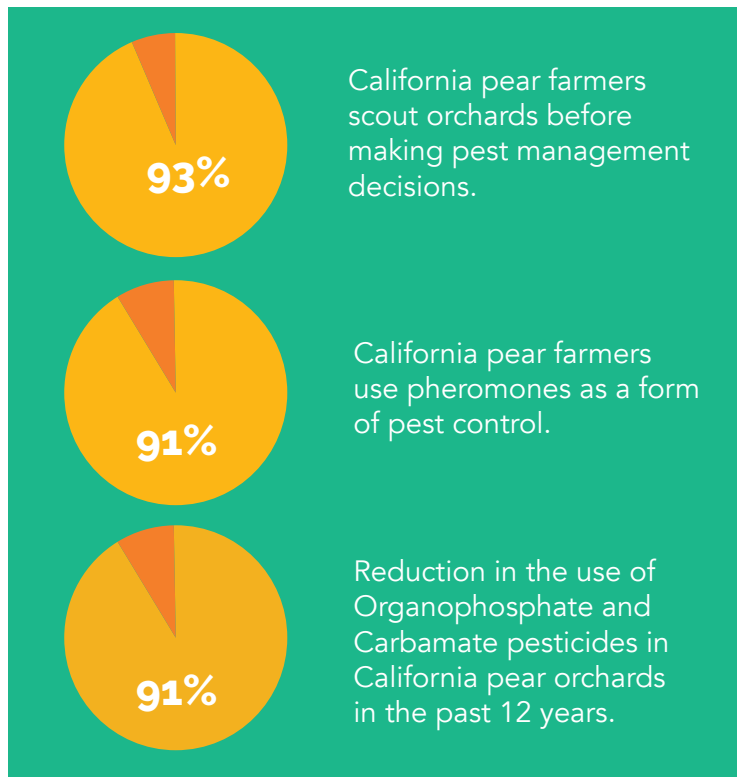 93%
California pear farmers
scout orchards before
making pest management
decisions.
91%
California pear farmers
use pheromones as a form
of pest control.
91%
Reduction in the use of
Organophosphate and
Carbamate pesticides in
California pear orchards
in the past 12 years.